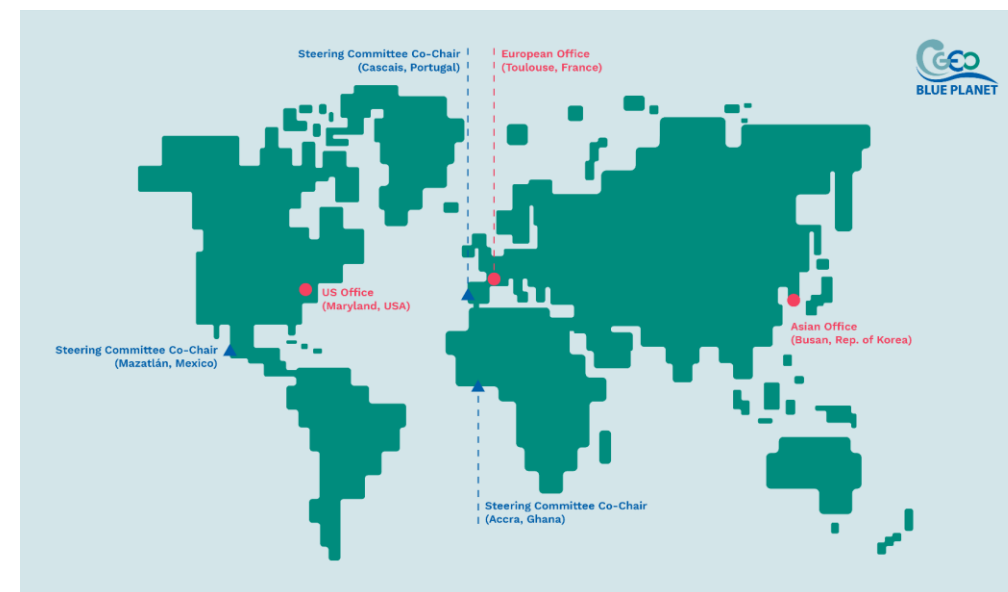 Steering Committee Co-Chair
(Cascais, Portugal)
European Office
(Toulouse, France)
GEO
BLUE PLANET
US Office
(Maryland, USA)
Asian Office
(Busan, Rep. of Korea)
Steering Committee Co-Chair
(Mazatlán, Mexico)
Steering Committee Co-Chair
(Accra, Ghana)